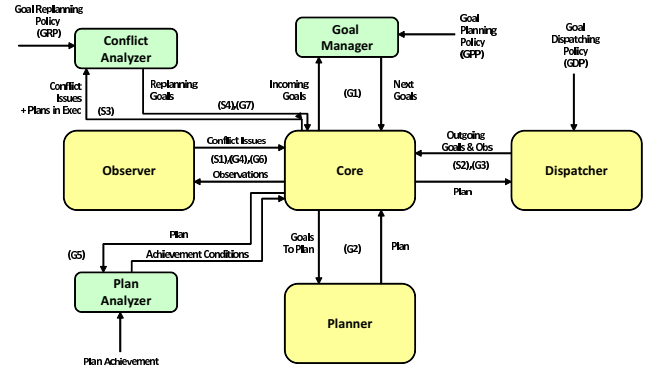 Goal Replanning
Policy
(GRP)
Conflict
Analyzer
Goal
Manager
Goal
Planning
Policy
(GPP)
Goal
Dispatching
Policy
(GDP)
Conflict
Issues
+ Plans in Exec
(S3)
Replanning
Goals
(S4),(G7)
Incoming
Goals
(G1)
Next
Goals
Observer
Conflict Issues
(S1),(G4),(G6)
Observations
Core
Outgoing
Goals & Obs
(S2),(G3)
Plan
Dispatcher
Plan
(G5)
Achievement Conditions
Goals
To Plan
(G2)
Plan
Plan
Analyzer
Planner
Plan Achievement